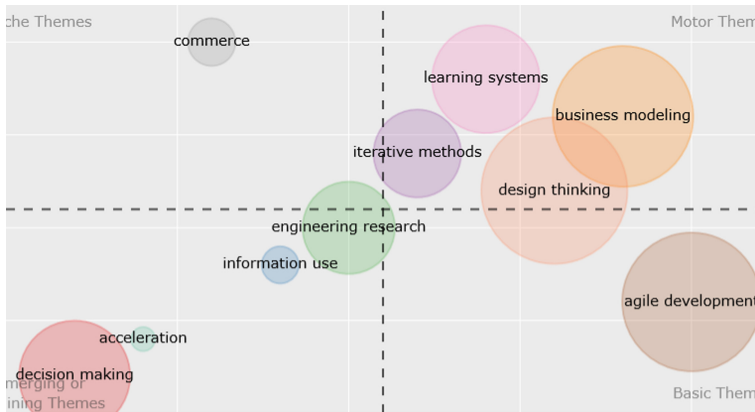 che Themes
Motor Them
commerce
learning systems
business modeling
iterative methods
design thinking
engineering research
information use
agile development
acceleration
decision making
merging or
ining Themes
Basic Them